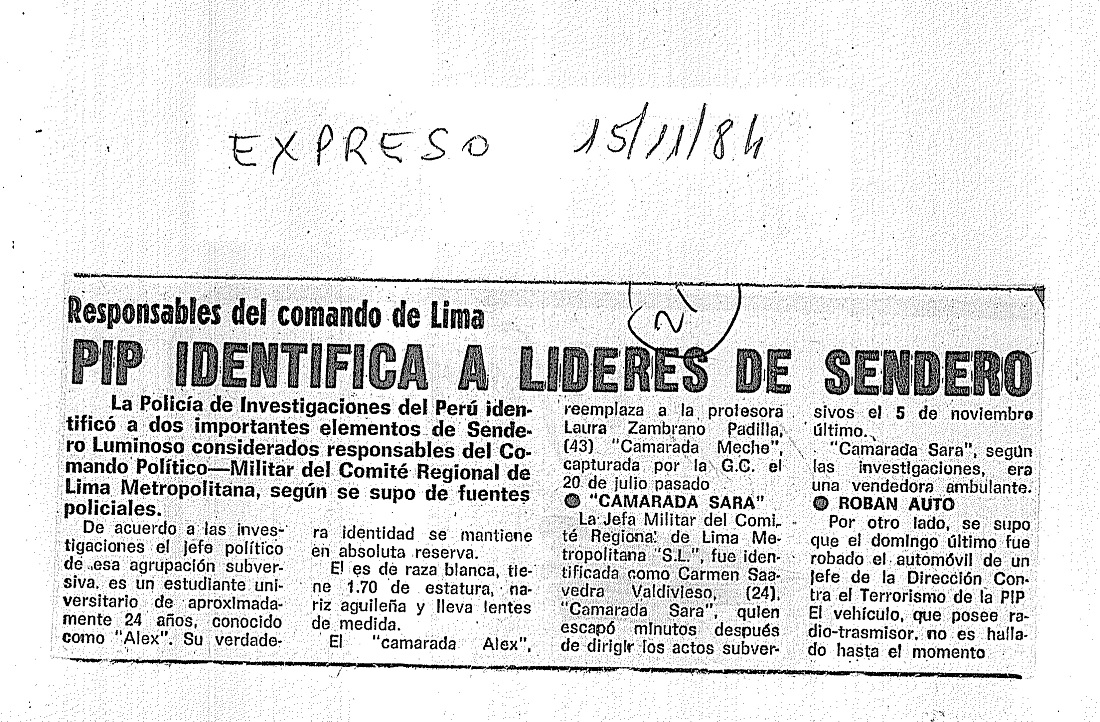 EXPRESO 15/11/84
21
Responsables del comando de Lima
PIP IDENTIFICA A LIDERES DE SENDERO
La Policía de Investigaciones del Perú iden-
tificó a dos importantes elementos de Sende-
ro Luminoso considerados responsables del Co-
mando Político—Militar del Comité Regional de
Lima Metropolitana, según se supo de fuentes
policiales.
De acuerdo a las inves-
tigaciones el jefe político
de esa agrupación subver-
siva. es un estudiante uni-
versitario de aproximada-
mente 24 años, conocido
como "Alex". Su verdade-
ra identidad se mantiene
en absoluta reserva.
El es de raza blanca, tie-
ne 1.70 de estatura, na-
riz aguileña y lleva lentes
de medida.
El "camarada Alex",
reemplaza a la profesora
Laura Zambrano Padilla,
(43) "Camarada Meche",
capturada por la G.C. el
20 de julio pasado
● "CAMARADA SARA"
La Jefa Militar del Comi-
té Regional de Lima Me-
tropolitana "S.L", fue iden-
tificada como Carmen Saa-
vedra Valdivieso, (24).
"Camarada Sara", quien
escapó minutos después
de dirigir los actos subver-
sivos el 5 de noviembre
último.
"Camarada Sara", según
las investigaciones, era
una vendedora ambulante.
● ROBAN AUTO
Por otro lado, se supo
que el domingo último fue
robado el automóvil de un
jefe de la Dirección Con-
tra el Terrorismo de la PIP
El vehículo, que posee ra-
dio-trasmisor. no es halla-
do hasta el momento